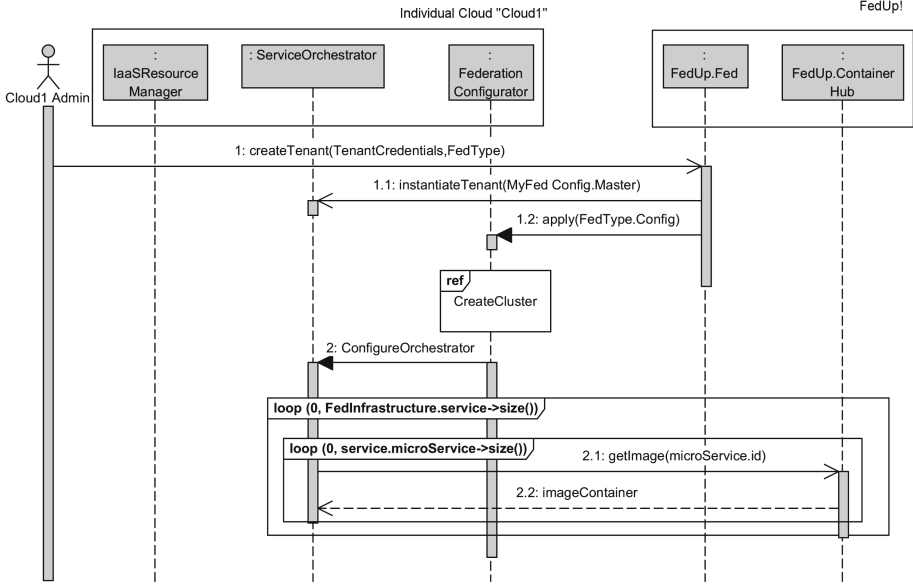 Individual Cloud "Cloud1"
FedUp!
:
IaaSResource
Manager
: ServiceOrchestrator
:
Federation
Configurator
:
FedUp.Fed
:
FedUp.Container
Hub
Cloud1 Admin
1: createTenant(TenantCredentials,FedType)
1.1: instantiateTenant(MyFed Config.Master)
1.2: apply(FedType.Config)
ref
CreateCluster
2: ConfigureOrchestrator
loop (0, FedInfrastructure.service->size())
loop (0, service.microService->size())
2.1: getImage(microService.id)
2.2: imageContainer